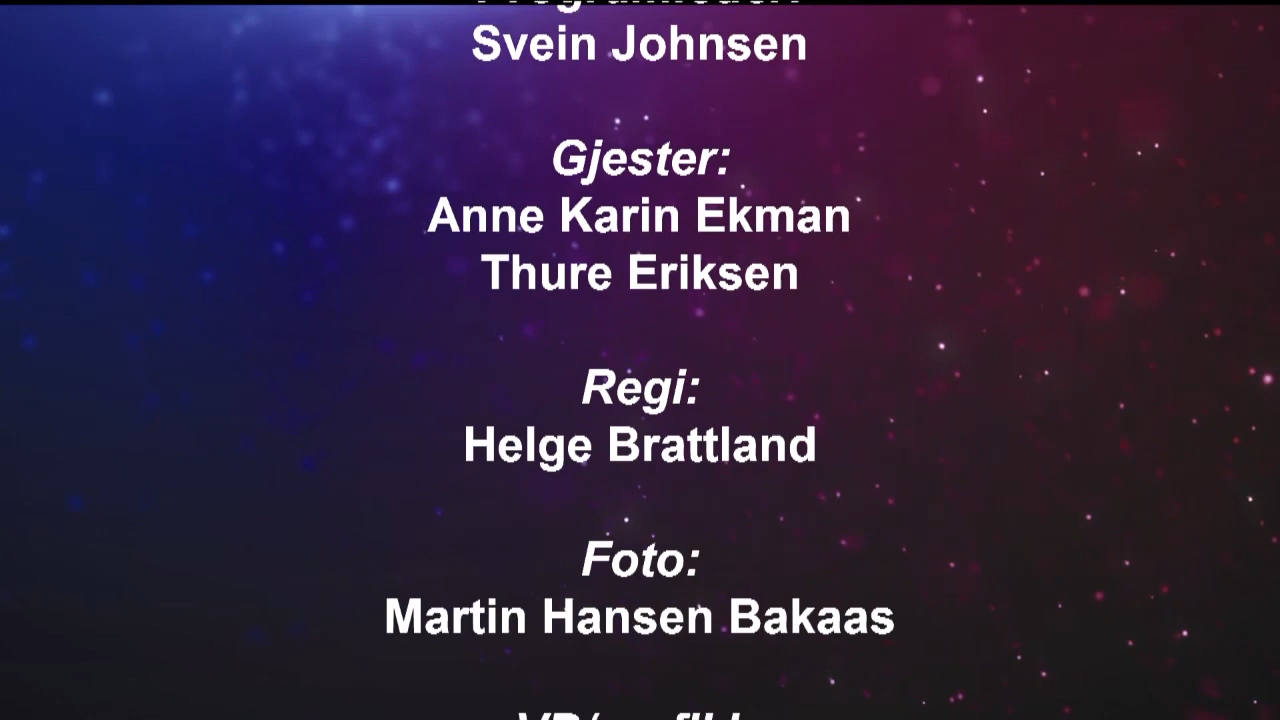 Svein Johnsen
Gjester:
Anne Karin Ekman
Thure Eriksen
Regi:
Helge Brattland
Foto:
Martin Hansen Bakaas